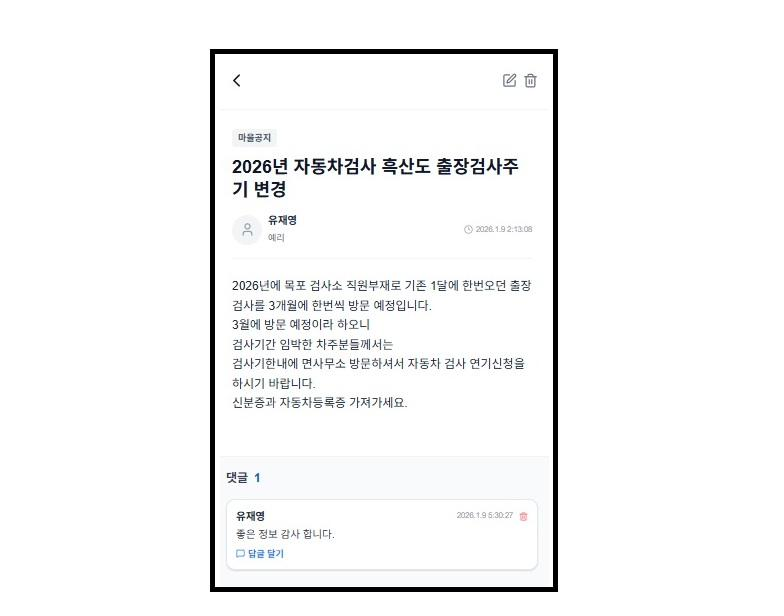 마을공지
2026년 자동차검사 흑산도 출장검사주
기 변경
유재영
예리
2026.1.9 2:13:08
2026년에 목포 검사소 직원부재로 기존 1달에 한번오던 출장
검사를 3개월에 한번씩 방문 예정입니다.
3월에 방문 예정이라 하오니
검사기간 임박한 차주분들께서는
검사기한내에 면사무소 방문하셔서 자동차 검사 연기신청을
하시기 바랍니다.
신분증과 자동차등록증 가져가세요.
댓글 1
유재영
2026.1.9 5:30:27
좋은 정보 감사 합니다.
답글 달기